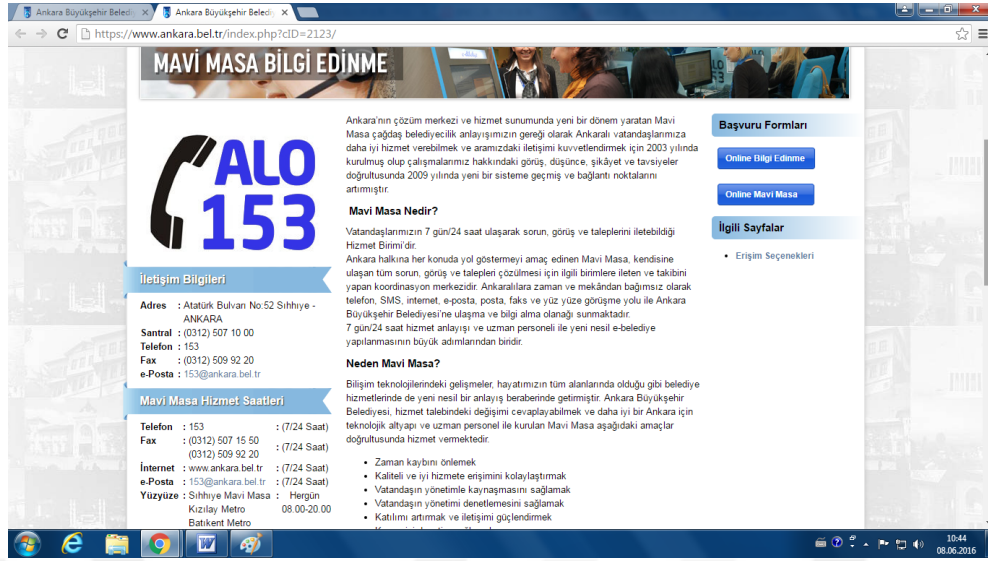 Ankara Büyükşehir Beledi
Ankara Büyükşehir Beledi
https://www.ankara.bel.tr/index.php?cID=2123/
MAVİ MASA BİLGİ EDİNME
ALO
153
İletişim Bilgileri
Adres : Atatürk Bulvarı No:52 Sıhhıye -
ANKARA
Santral : (0312) 507 10 00
Telefon : 153
Fax : (0312) 509 92 20
e-Posta : 153@ankara.bel.tr
Mavi Masa Hizmet Saatleri
Telefon : 153 : (7/24 Saat)
Fax : (0312) 507 15 50
(0312) 509 92 20 : (7/24 Saat)
İnternet : www.ankara.bel.tr : (7/24 Saat)
e-Posta : 153@ankara.bel.tr : (7/24 Saat)
Yüzyüze : Sıhhıye Mavi Masa : Hergün
Kızılay Metro 08.00-20.00
Batıkent Metro
Ankara'nın çözüm merkezi ve hizmet sunumunda yeni bir dönem yaratan Mavi
Masa çağdaş belediyecilik anlayışımızın gereği olarak Ankaralı vatandaşlarımıza
daha iyi hizmet verebilmek ve aramızdaki iletişimi kuvvetlendirmek için 2003 yılında
kurulmuş olup çalışmalarımız hakkındaki görüş, düşünce, şikâyet ve tavsiyeler
doğrultusunda 2009 yılında yeni bir sisteme geçmiş ve bağlantı noktalarını
artırmıştır.
Mavi Masa Nedir?
Vatandaşlarımızın 7 gün/24 saat ulaşarak sorun, görüş ve taleplerini iletebildiği
Hizmet Birimi'dir.
Ankara halkına her konuda yol göstermeyi amaç edinen Mavi Masa, kendisine
ulaşan tüm sorun, görüş ve talepleri çözülmesi için ilgili birimlere ileten ve takibini
yapan koordinasyon merkezidir. Ankaralılara zaman ve mekândan bağımsız olarak
telefon, SMS, internet, e-posta, posta, faks ve yüz yüze görüşme yolu ile Ankara
Büyükşehir Belediyesi'ne ulaşma ve bilgi alma olanağı sunmaktadır.
7 gün/24 saat hizmet anlayışı ve uzman personeli ile yeni nesil e-belediye
yapılanmasının büyük adımlarından biridir.
Neden Mavi Masa?
Bilişim teknolojilerindeki gelişmeler, hayatımızın tüm alanlarında olduğu gibi belediye
hizmetlerinde de yeni nesil bir anlayış beraberinde getirmiştir. Ankara Büyükşehir
Belediyesi, hizmet talebindeki değişimi cevaplayabilmek ve daha iyi bir Ankara için
teknolojik altyapı ve uzman personel ile kurulan Mavi Masa aşağıdaki amaçlar
doğrultusunda hizmet vermektedir.
Zaman kaybını önlemek
Kaliteli ve iyi hizmete erişimini kolaylaştırmak
Vatandaşın yönetimle kaynaşmasını sağlamak
Vatandaşın yönetimi denetlemesini sağlamak
Katılımı artırmak ve iletişimi güçlendirmek
Başvuru Formları
Online Bilgi Edinme
Online Mavi Masa
İlgili Sayfalar
Erişim Seçenekleri
10:44
08.06.2016